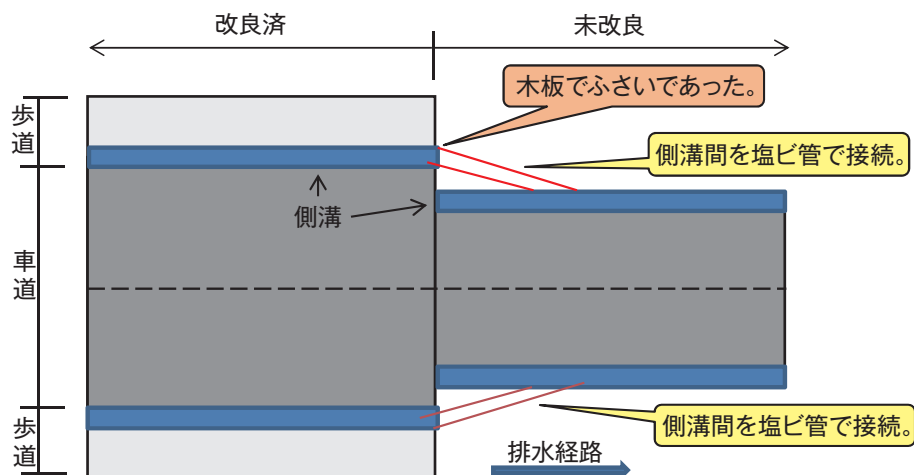 改良済
未改良
木板でふさいであった。
歩道
側溝間を塩ビ管で接続。
側溝
車道
歩道
側溝間を塩ビ管で接続。
排水経路